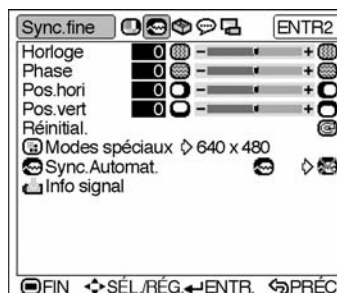 Sync.fine ENTR2
Horloge 0 - +
Phase 0 - +
Pos.hori 0 - +
Pos.vert 0 - +
Réinitial.
Modes spéciaux 640 x 480
Sync.Automat.
Info signal
FIN SÉL./RÉG. ENTR. PRÉC